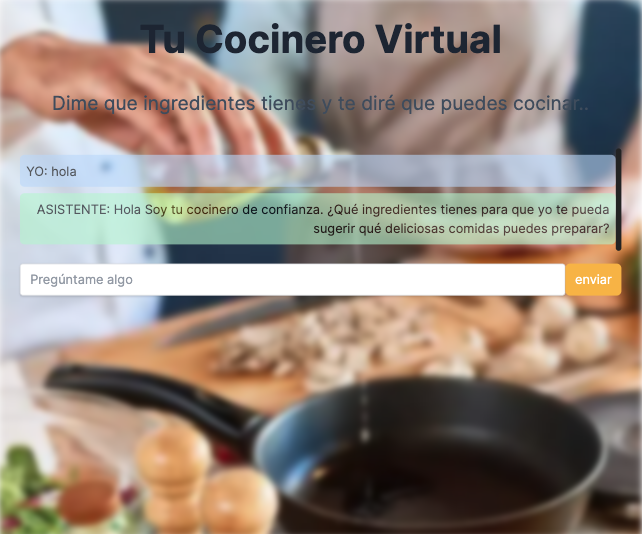 Tu Cocinero Virtual
Dime que ingredientes tienes y te diré que puedes cocinar..
YO: hola
ASISTENTE: Hola Soy tu cocinero de confianza. ¿Qué ingredientes tienes para que yo te pueda
sugerir qué deliciosas comidas puedes preparar?
Pregúntame algo
enviar